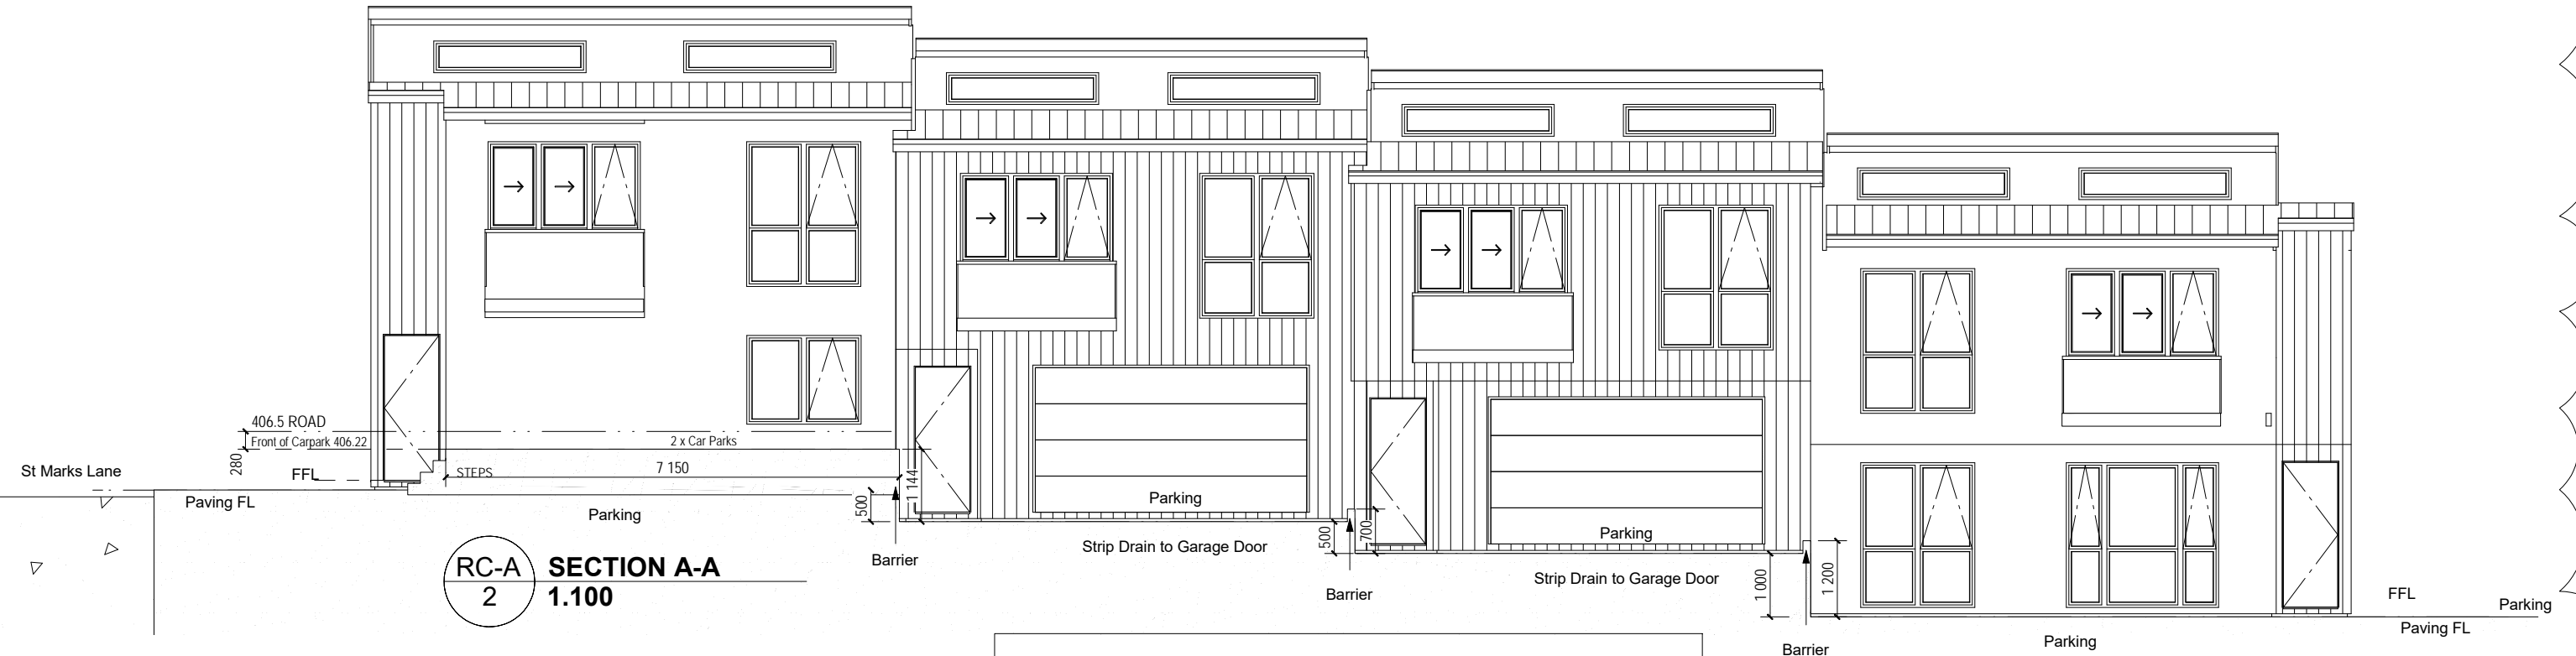 406.5 ROAD
Front of Carpark 406.22
2 x Car Parks
280
St Marks Lane
FFL
STEPS
7 150
Paving FL
Parking
500
1 144
Barrier
Parking
Strip Drain to Garage Door
500
700
Barrier
Parking
Strip Drain to Garage Door
1 000
1 200
Barrier
Parking
FFL
Parking
Paving FL
RC-A
2
SECTION A-A
1.100